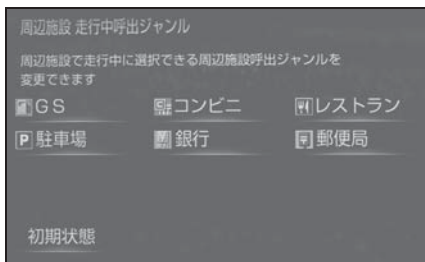 周辺施設 走行中呼出ジャンル
周辺施設で走行中に選択できる周辺施設呼出ジャンルを
変更できます
GS コンビニ レストラン
P 駐車場 銀行 郵便局
初期状態